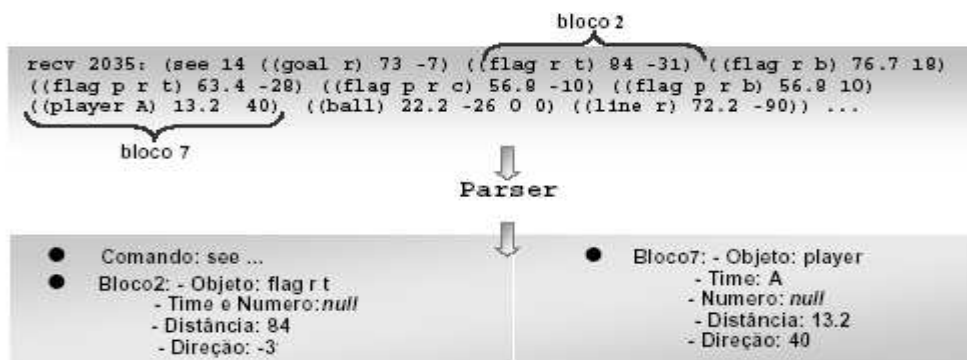 bloco 2
recv 2035: (see 14 ((goal r) 73 -7) ((flag r t) 84 -31) ((flag r b) 76.7 18)
((flag p r t) 63.4 -28) ((flag p r c) 56.8 -10) ((flag p r b) 56.8 10)
((player A) 13.2 40) ((ball) 22.2 -26 0 0) ((line r) 72.2 -90)) ...
bloco 7
Parser
● Comando: see ...
● Bloco2: - Objeto: flag r t
- Time e Numero: null
- Distância: 84
- Direção: -3
● Bloco7: - Objeto: player
- Time: A
- Numero: null
- Distância: 13.2
- Direção: 40